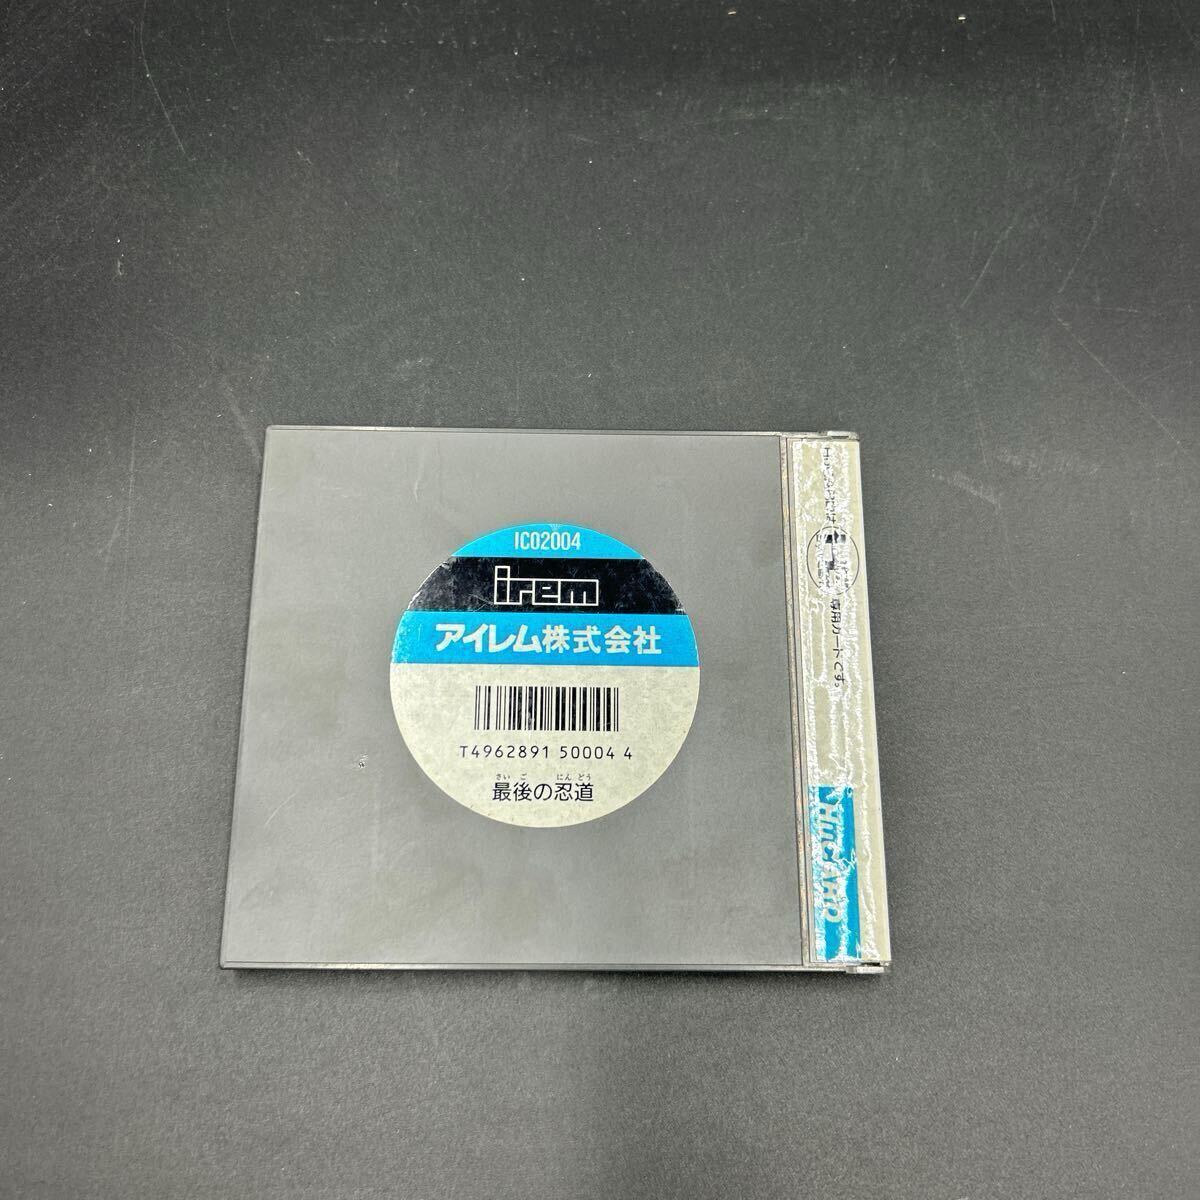 IC02004
irem
アイレム株式会社
T4962891 50004 4
さいご にんどう
最後の忍道
専用カードです。
HuCARD